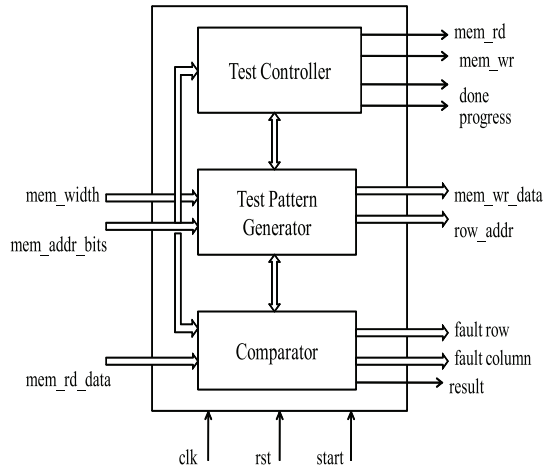 mem_rd
mem_wr
Test Controller
done
progress
mem_width
mem_addr_bits
Test Pattern
Generator
mem_wr_data
row_addr
mem_rd_data
Comparator
fault row
fault column
result
clk
rst
start